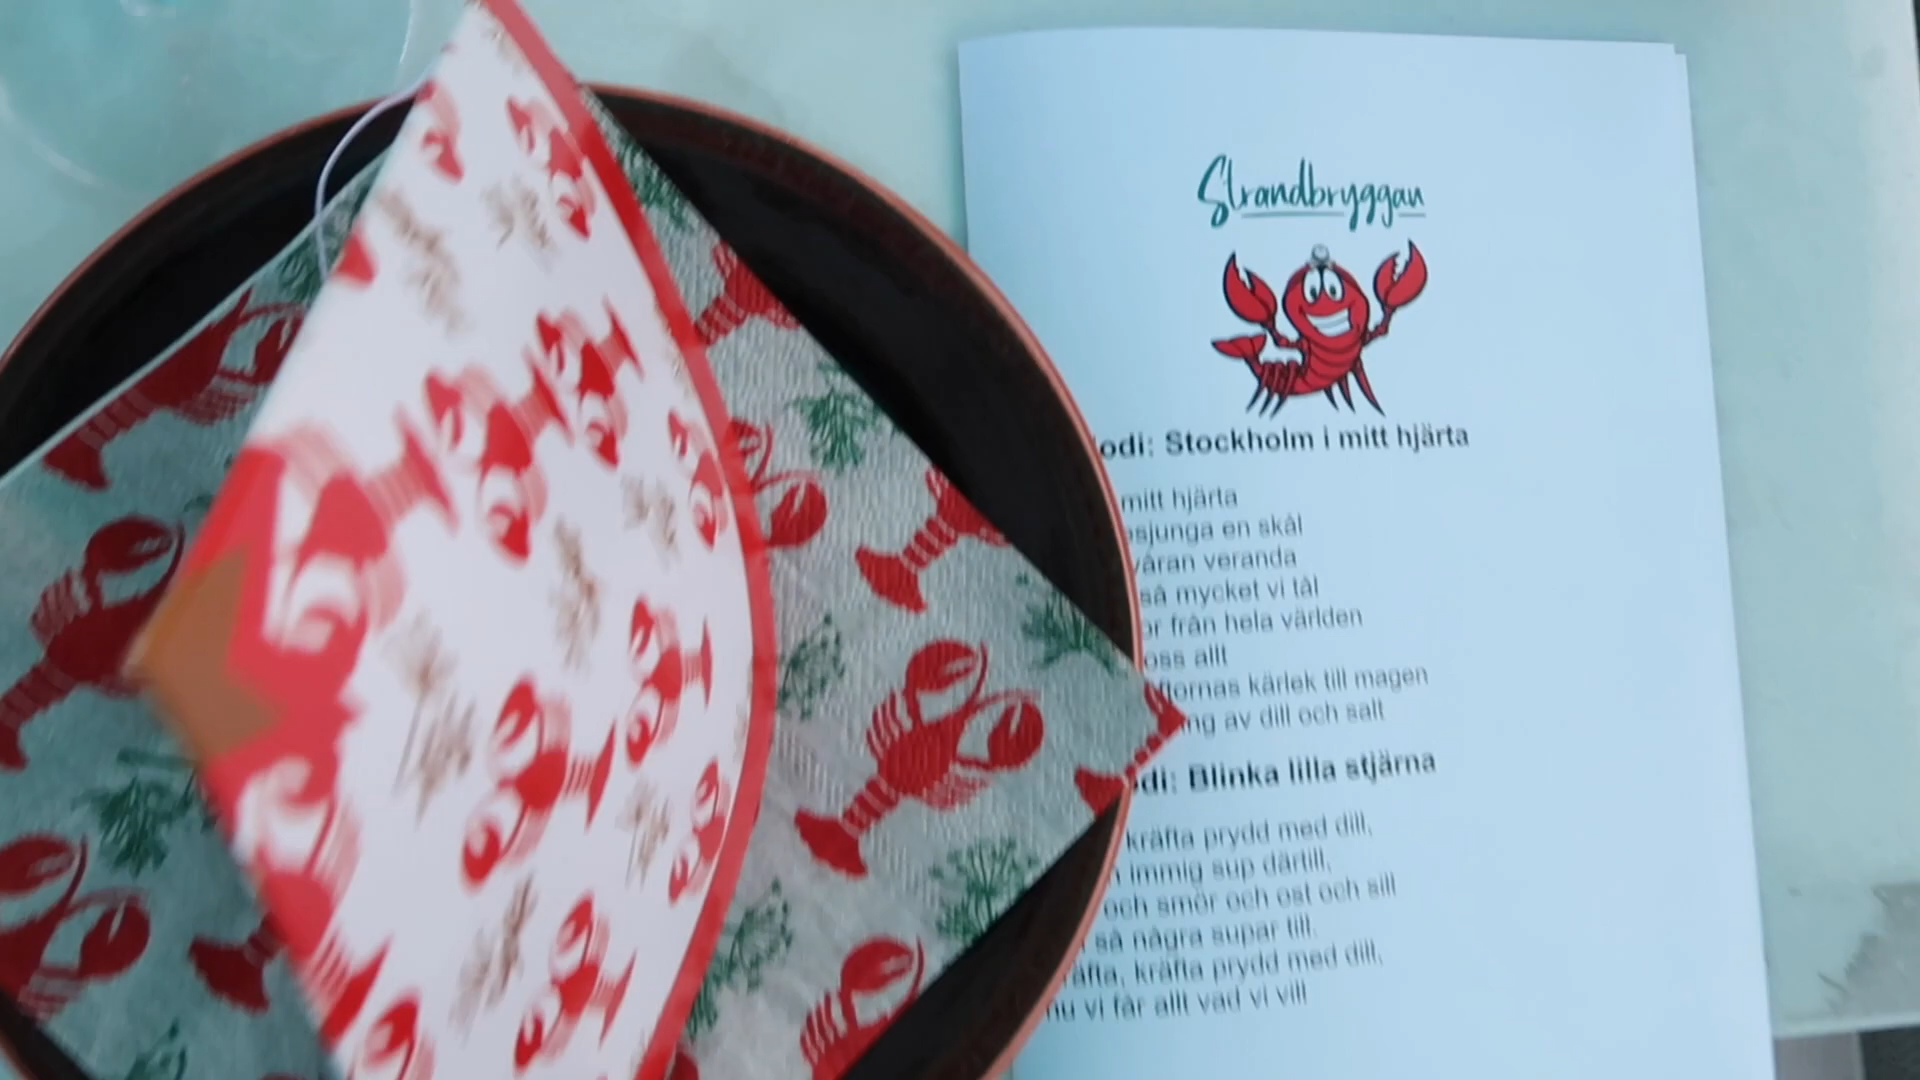 Strandbryggan
odi: Stockholm i mitt hjärta
mitt hjärta
sjunga en skål
våran veranda
så mycket vi tål
or från hela världen
oss allt
ftornas kärlek till magen
ng av dill och salt
di: Blinka lilla stjärna
kräfta prydd med dill,
immig sup därtill,
och smör och ost och sill
så några supar till.
äfta, kräfta prydd med dill,
nu vi får allt vad vi vill